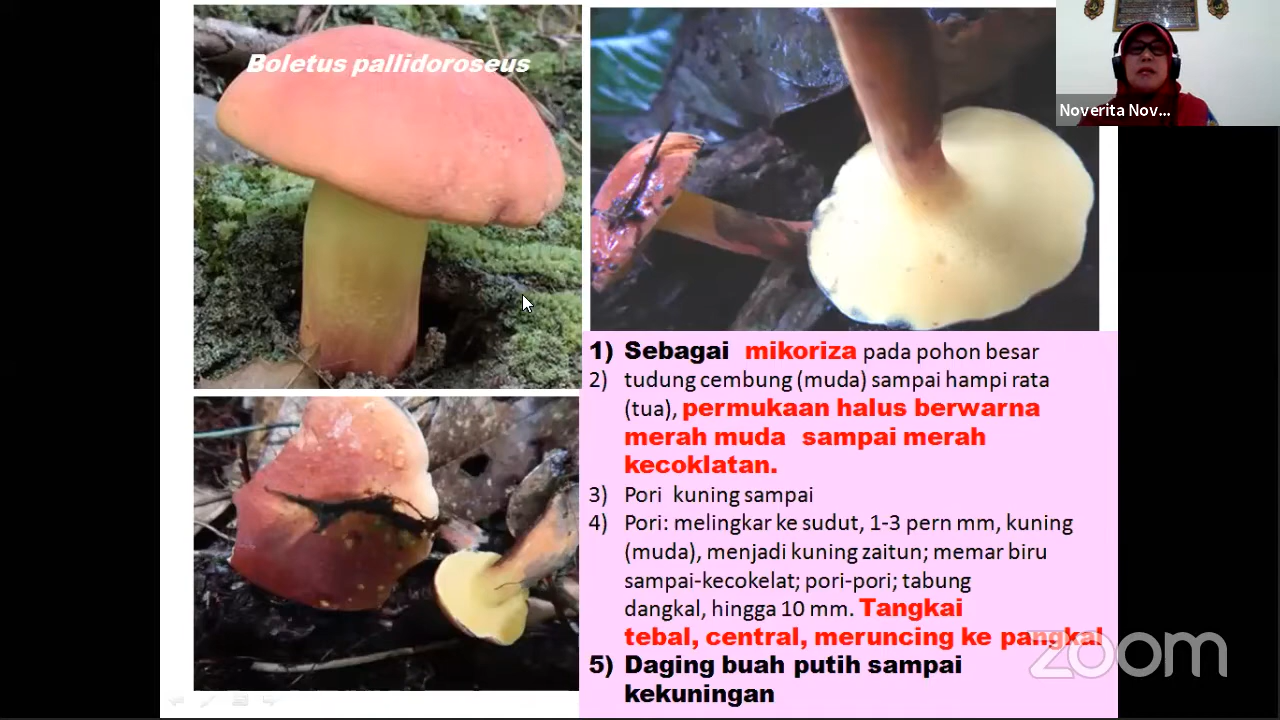 Boletus pallidoroseus
Noverita Nov...
1) Sebagai mikoriza pada pohon besar
2) tudung cembung (muda) sampai hampi rata
(tua), permukaan halus berwarna
merah muda sampai merah
kecoklatan.
3) Pori kuning sampai
4) Pori: melingkar ke sudut, 1-3 pern mm, kuning
(muda), menjadi kuning zaitun; memar biru
sampai-kecokelat; pori-pori; tabung
dangkal, hingga 10 mm. Tangkai
tebal, central, meruncing ke pangkal
5) Daging buah putih sampai
kekuningan
zoom